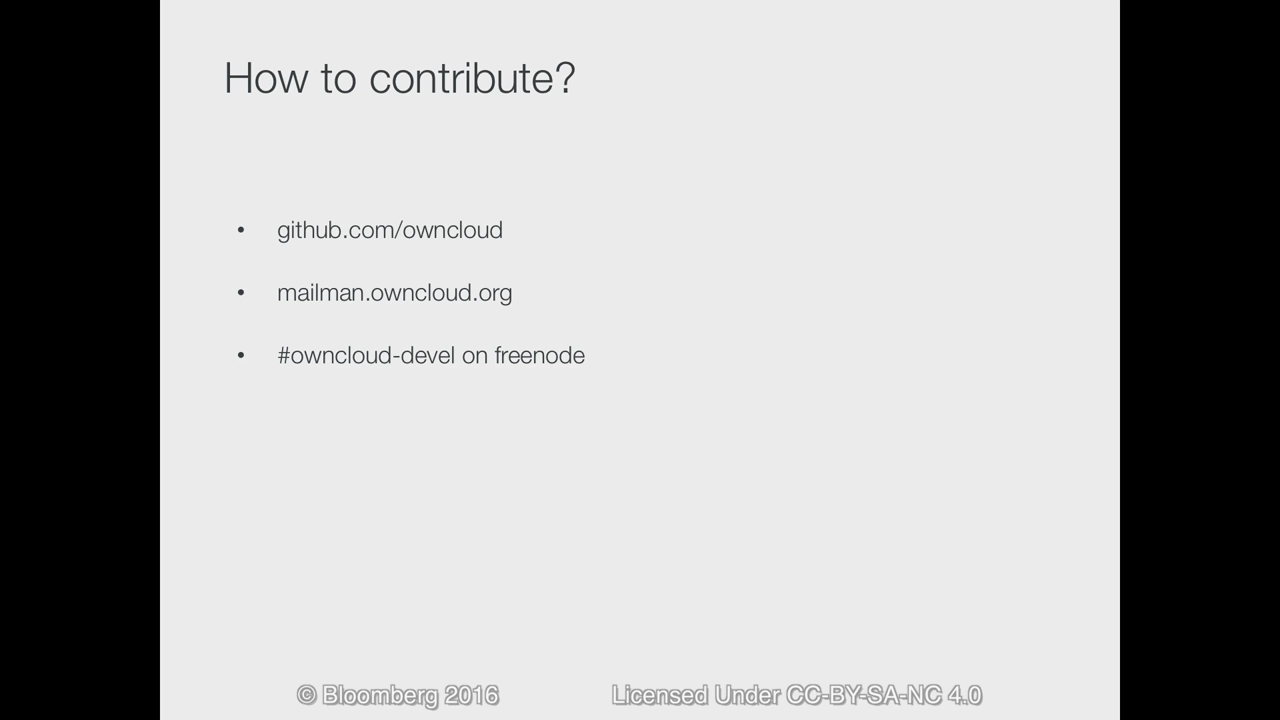 How to contribute?
• github.com/owncloud
• mailman.owncloud.org
• #owncloud-devel on freenode
© Bloomberg 2016 Licensed Under CC-BY-SA-NC 4.0